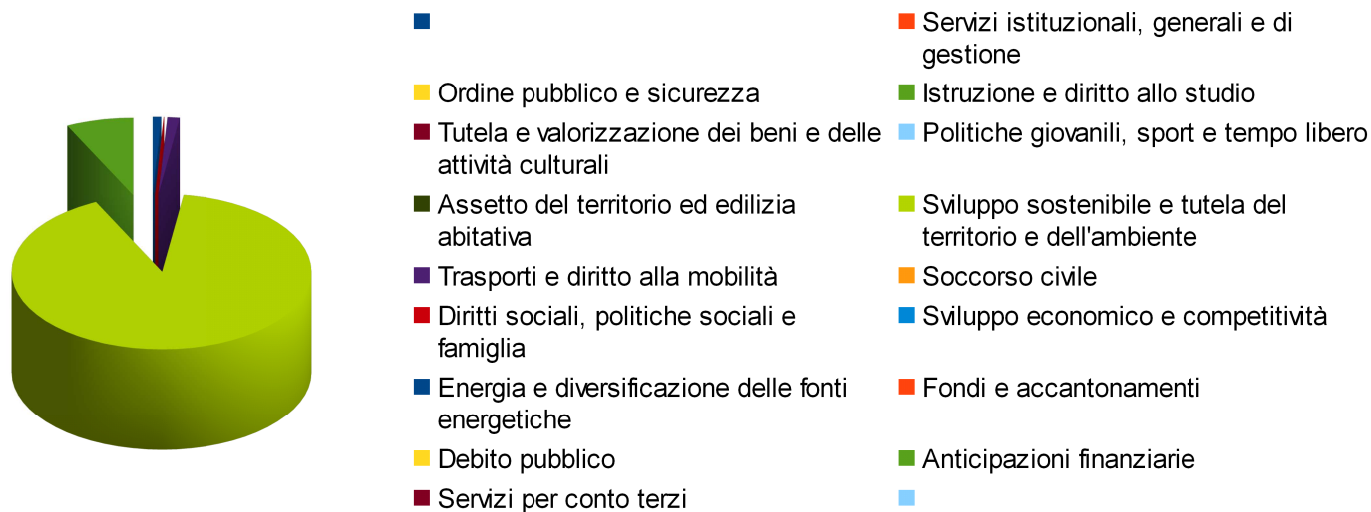 Servizi istituzionali, generali e di
gestione
Ordine pubblico e sicurezza
Istruzione e diritto allo studio
Tutela e valorizzazione dei beni e delle
attività culturali
Politiche giovanili, sport e tempo libero
Assetto del territorio ed edilizia
abitativa
Sviluppo sostenibile e tutela del
territorio e dell'ambiente
Trasporti e diritto alla mobilità
Soccorso civile
Diritti sociali, politiche sociali e
famiglia
Sviluppo economico e competitività
Energia e diversificazione delle fonti
energetiche
Fondi e accantonamenti
Debito pubblico
Anticipazioni finanziarie
Servizi per conto terzi